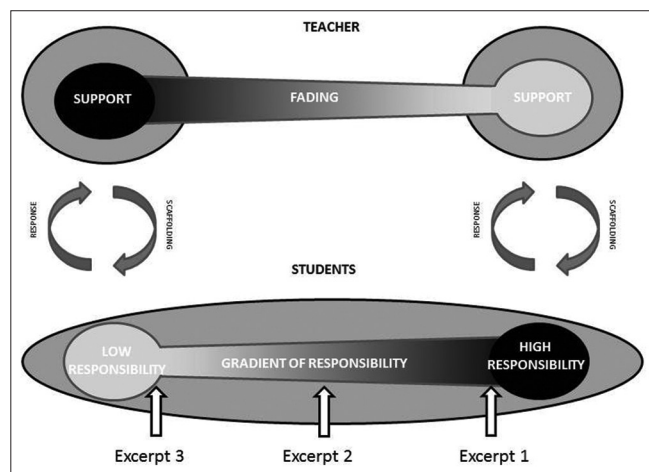 TEACHER
SUPPORT
FADING
SUPPORT
RESPONSE
SCAFFOLDING
RESPONSE
SCAFFOLDING
STUDENTS
LOW
RESPONSIBILITY
GRADIENT OF RESPONSIBILITY
HIGH
RESPONSIBILITY
Excerpt 3
Excerpt 2
Excerpt 1